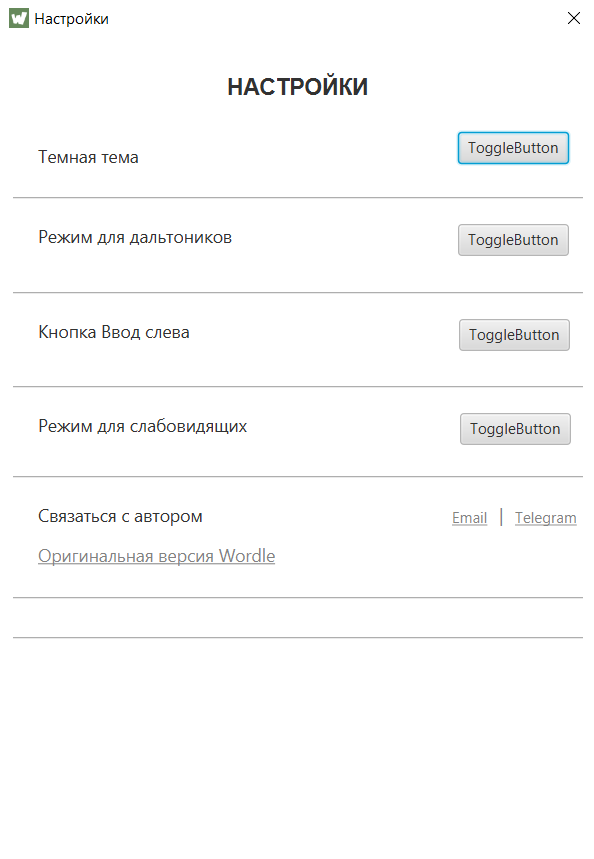 Настройки
НАСТРОЙКИ
Темная тема ToggleButton
Режим для дальтоников ToggleButton
Кнопка Ввод слева ToggleButton
Режим для слабовидящих ToggleButton
Связаться с автором Email | Telegram
Оригинальная версия Wordle